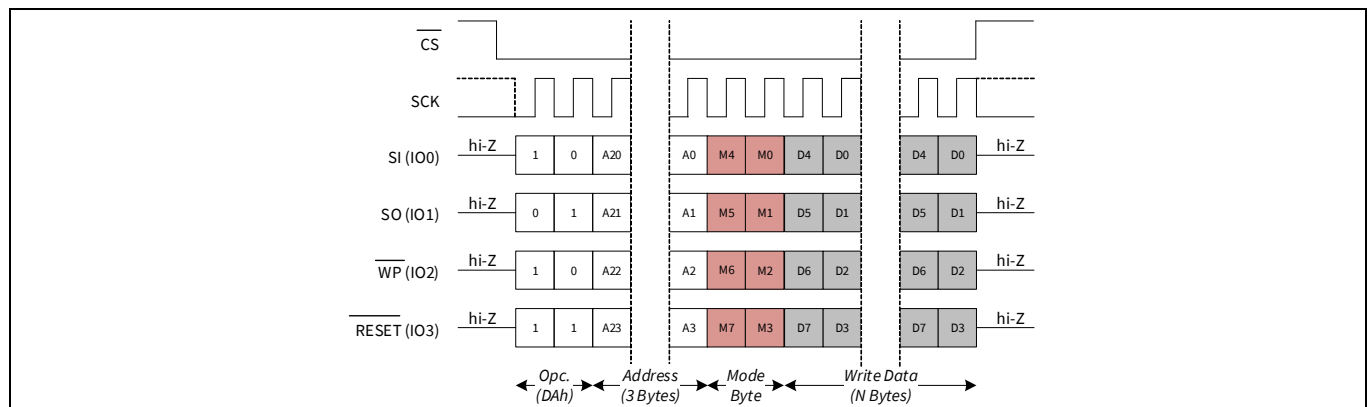 CS
SCK
SI (IO0) hi-Z 1 0 A20 A0 M4 M0 D4 D0 D4 D0 hi-Z
SO (IO1) hi-Z 0 1 A21 A1 M5 M1 D5 D1 D5 D1 hi-Z
WP (IO2) hi-Z 1 0 A22 A2 M6 M2 D6 D2 D6 D2 hi-Z
RESET (IO3) hi-Z 1 1 A23 A3 M7 M3 D7 D3 D7 D3 hi-Z
Opc. Address Mode Write Data
(DAh) (3 Bytes) Byte (N Bytes)